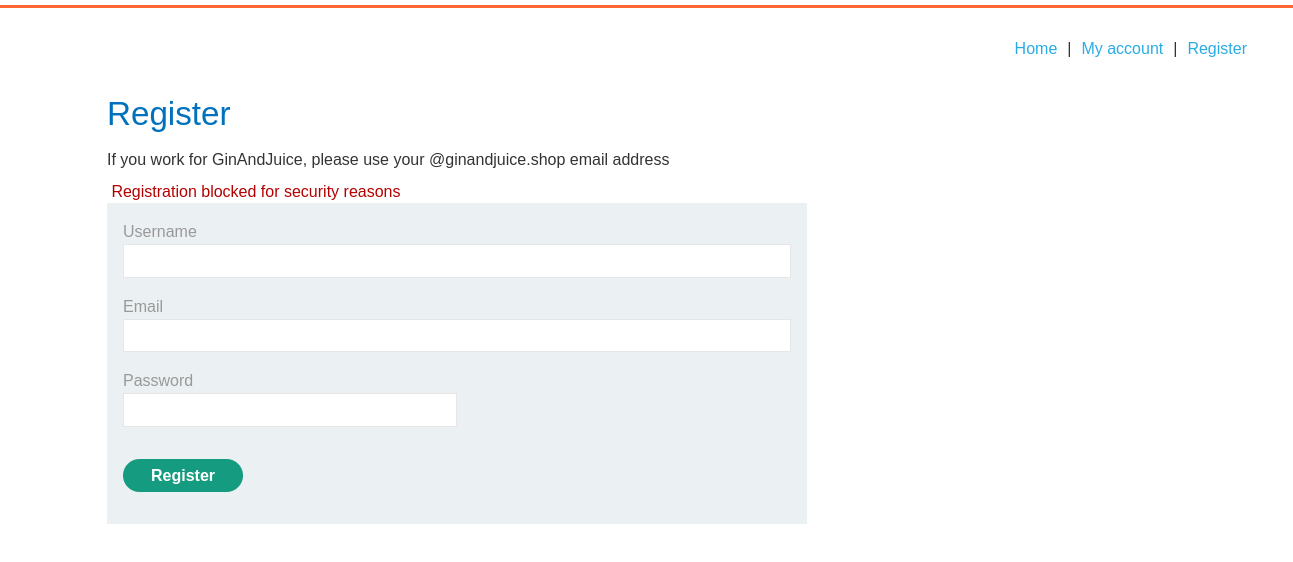 Home | My account | Register
Register
If you work for GinAndJuice, please use your @ginandjuice.shop email address
Registration blocked for security reasons
Username
Email
Password
Register